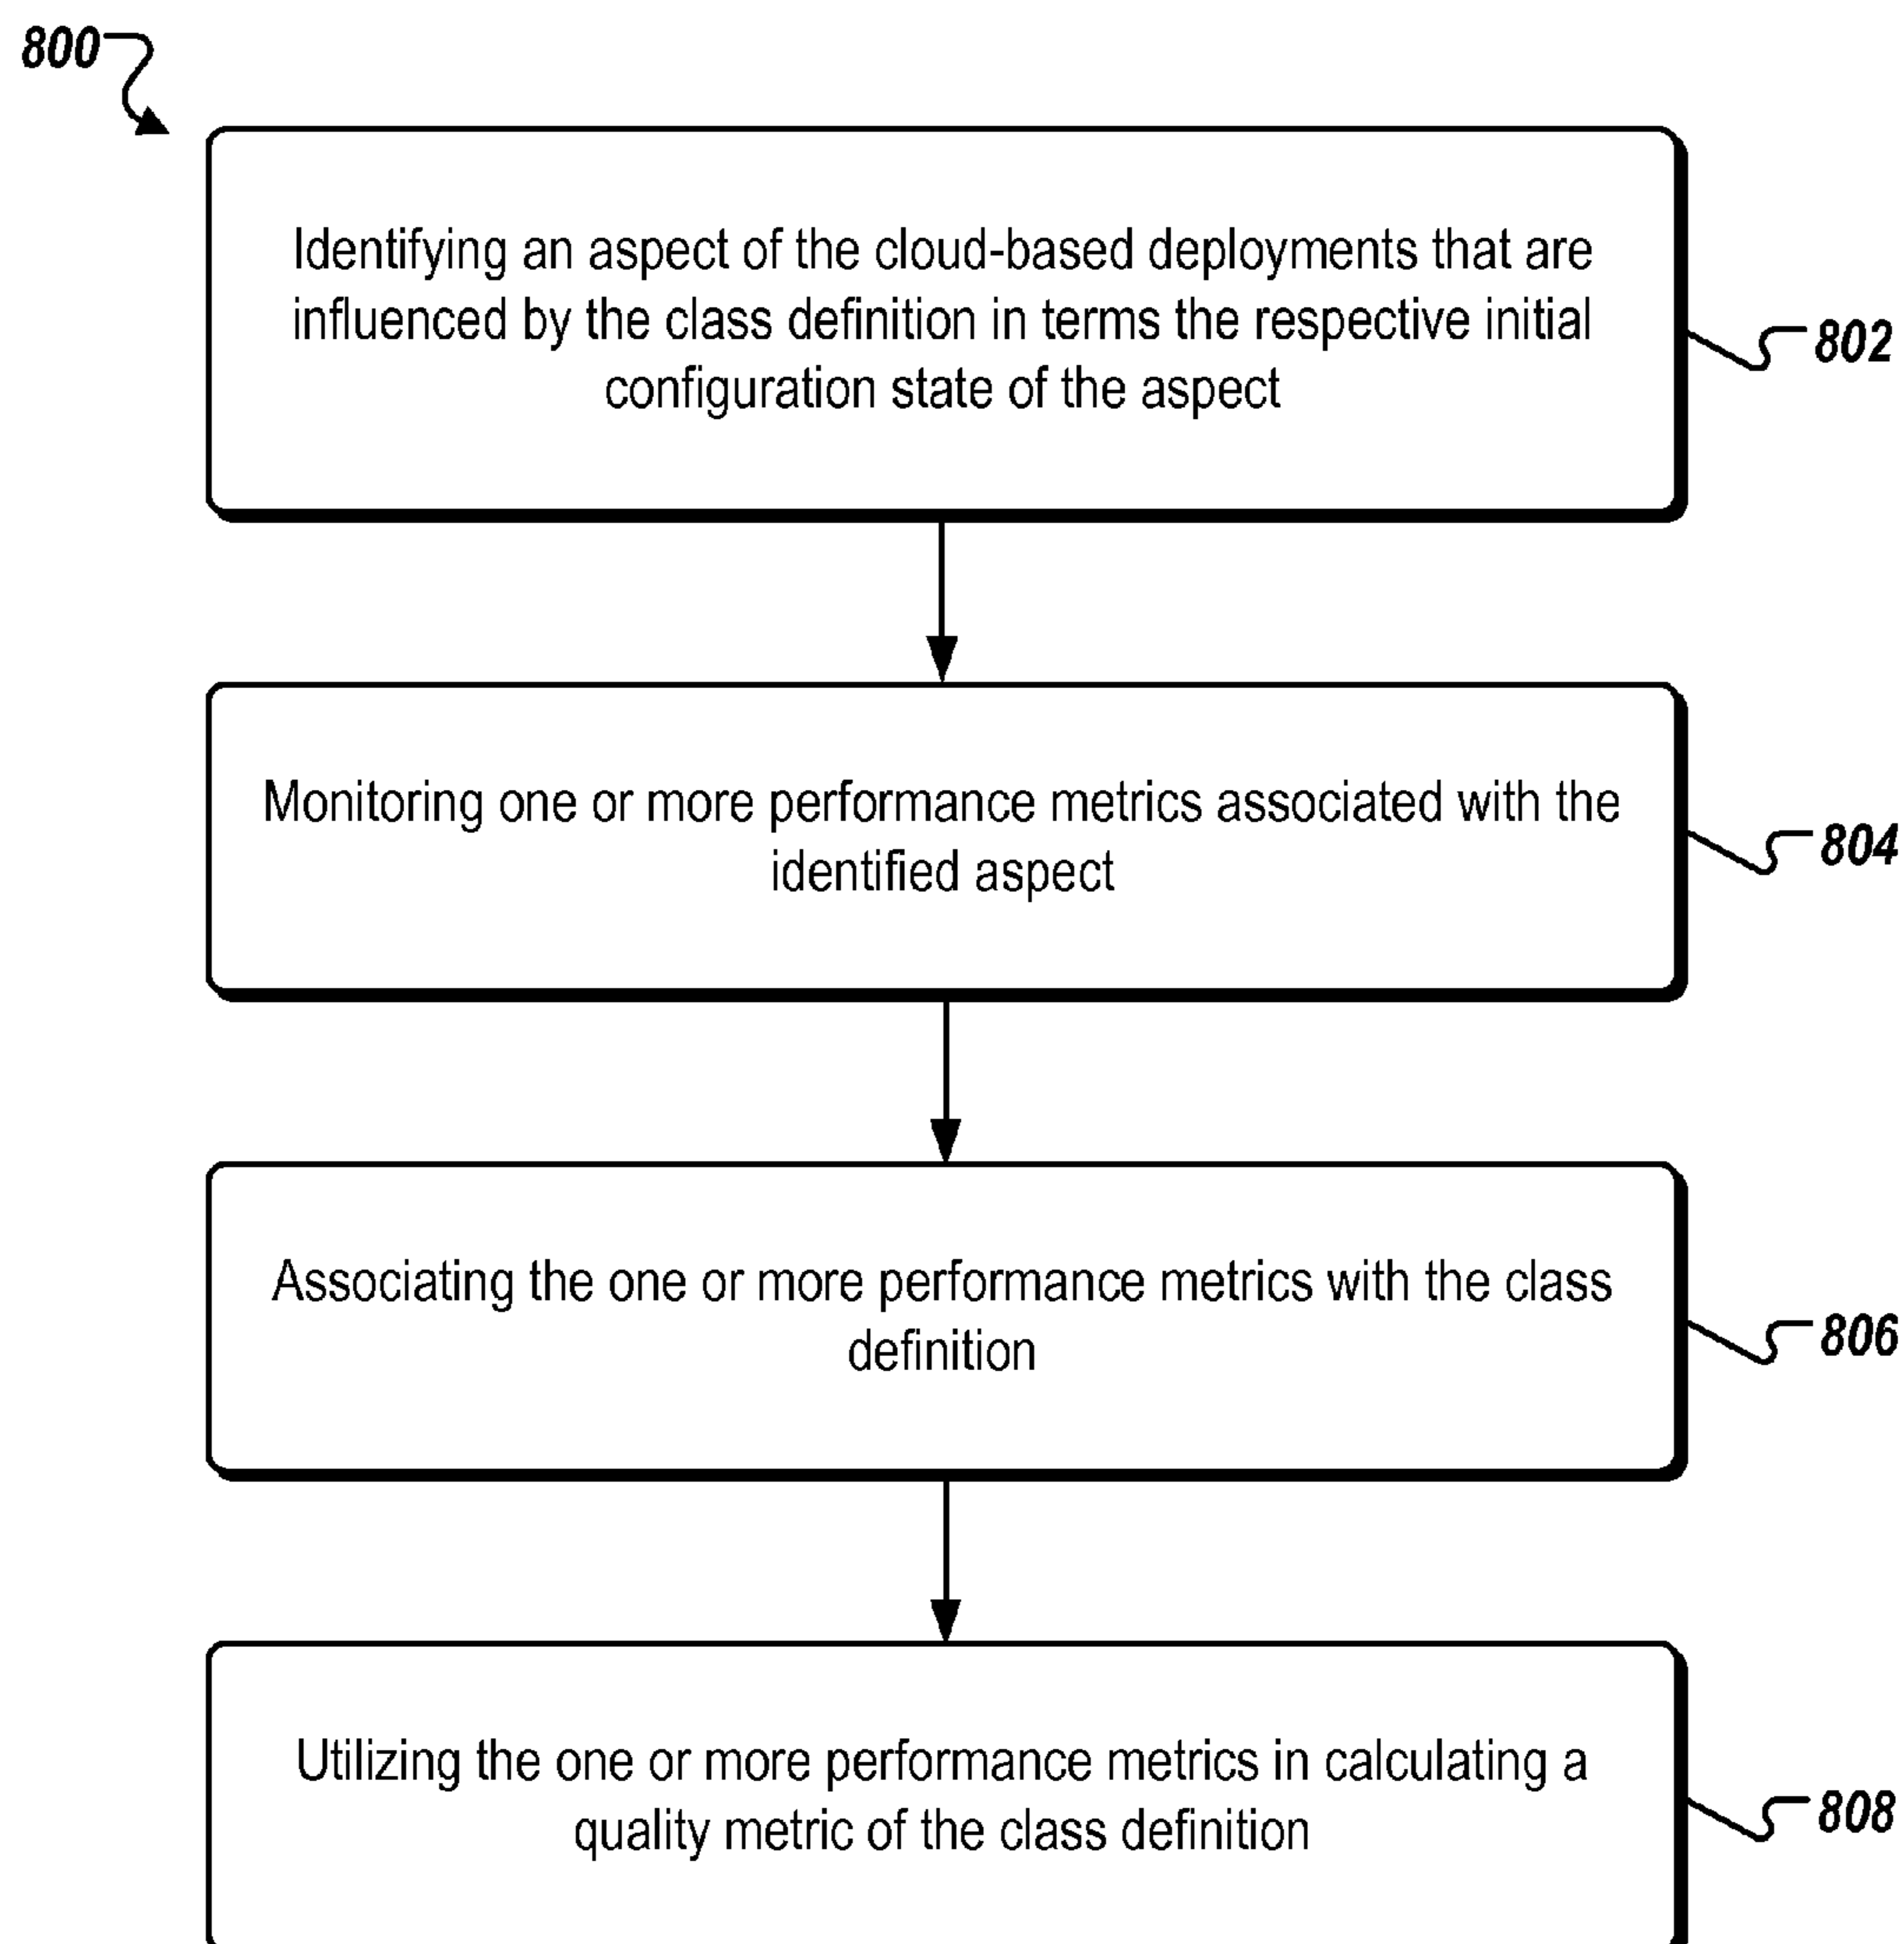 800
Identifying an aspect of the cloud-based deployments that are
influenced by the class definition in terms the respective initial
configuration state of the aspect
802
Monitoring one or more performance metrics associated with the
identified aspect
804
Associating the one or more performance metrics with the class
definition
806
Utilizing the one or more performance metrics in calculating a
quality metric of the class definition
808